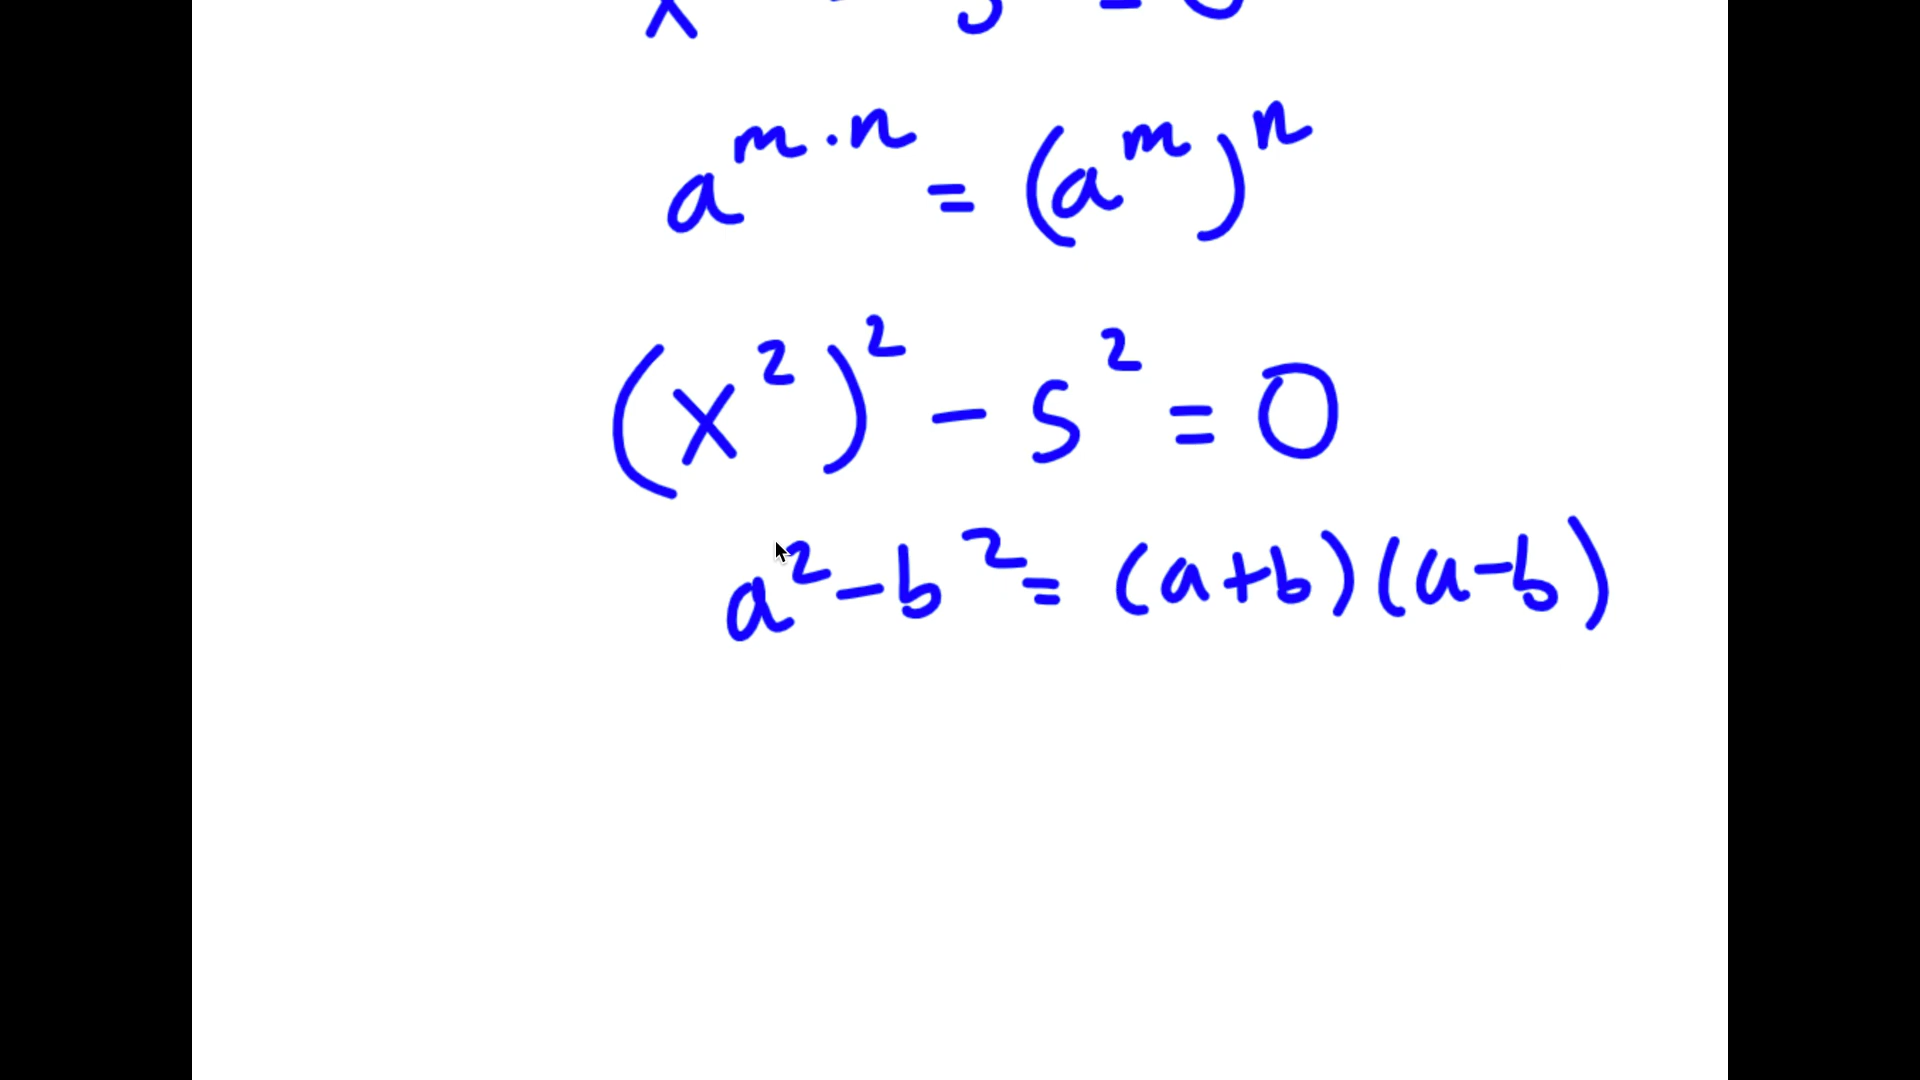 a^{m·n} = (a^m)^n
(x^2)^2 - 5^2 = 0
a^2 - b^2 = (a+b)(a-b)